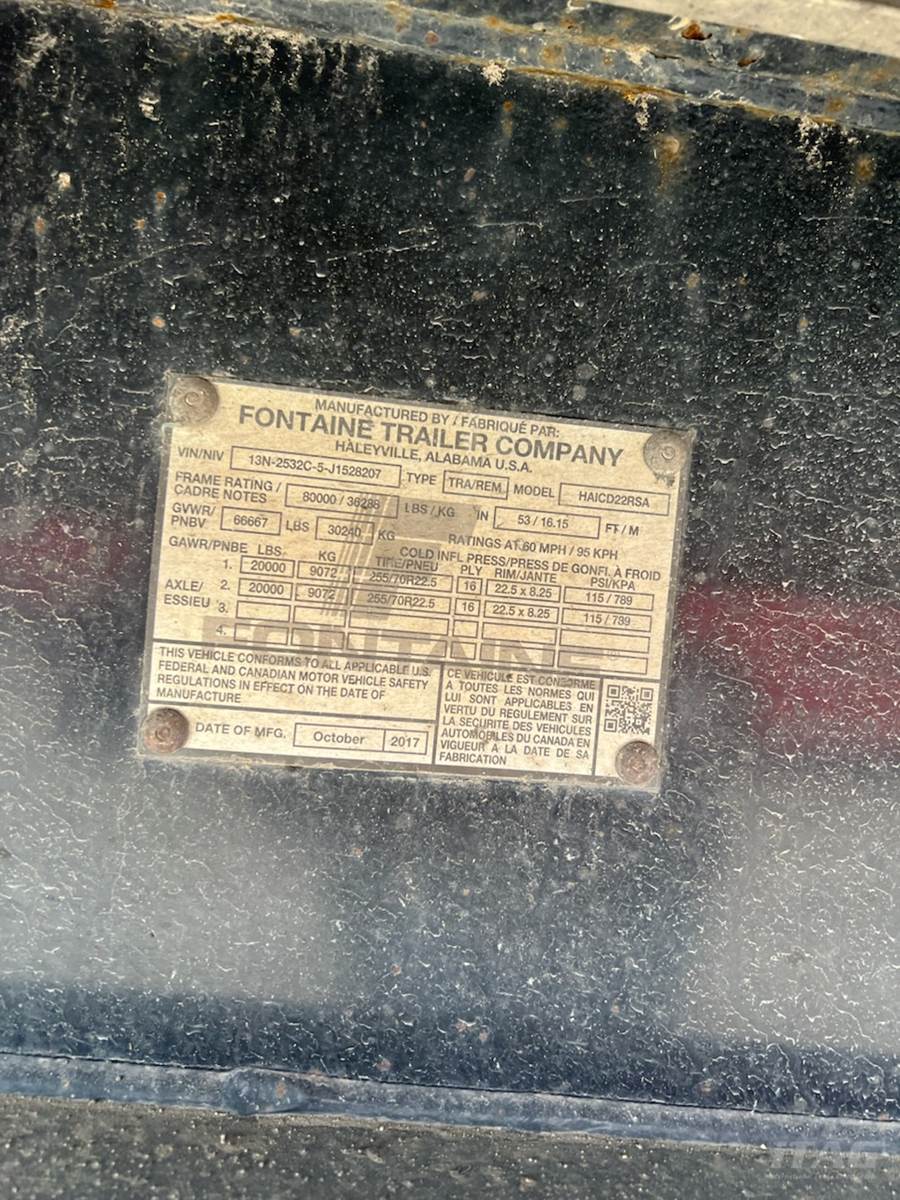 MANUFACTURED BY / FABRIQUÉ PAR:
FONTAINE TRAILER COMPANY
HALEYVILLE, ALABAMA U.S.A.
VIN/NIV 13N-2532C-5-J1528207 TYPE TRA/REM MODEL HAICD22RSA
FRAME RATING / CADRE NOTES 80000 / 36288 LBS / KG IN 53 / 16.15 FT / M
GVWR/ PNBV 66667 LBS 30240 KG RATINGS AT 60 MPH / 95 KPH
COLD INFL PRESS/PRESS DE GONFL À FROID
GAWR/PNBE LBS. KG TIRE/PNEU PLY RIM/JANTE PSI/KPA
1. 20000 9072 255/70R22.5 16 22.5 x 8.25 115 / 789
AXLE/ ESSIEU
2. 20000 9072 255/70R22.5 16 22.5 x 8.25 115 / 789
3.
4.
FONTAINE
THIS VEHICLE CONFORMS TO ALL APPLICABLE U.S.
FEDERAL AND CANADIAN MOTOR VEHICLE SAFETY
REGULATIONS IN EFFECT ON THE DATE OF
MANUFACTURE
DATE OF MFG. October 2017
CE VEHICULE EST CONFORME
A TOUTES LES NORMES QUI
LUI SONT APPLICABLES EN
VERTU DU REGULEMENT SUR
LA SECURITE DES VEHICULES
AUTOMOBILES DU CANADA EN
VIGUEUR A LA DATE DE SA
FABRICATION